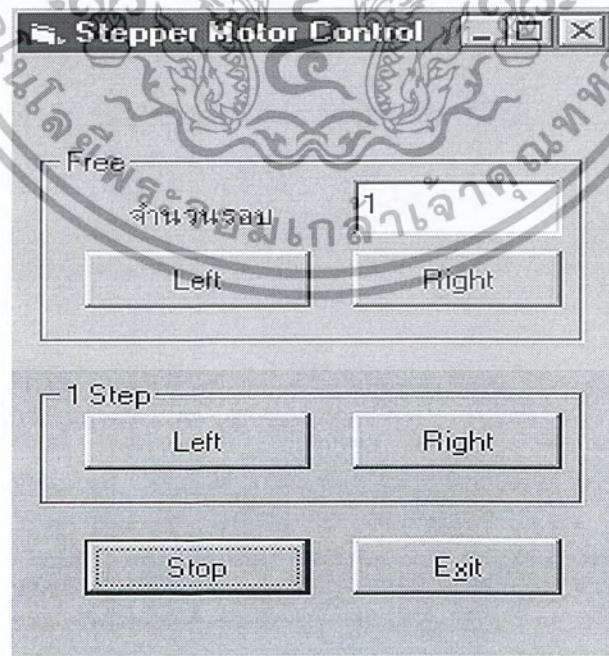 Stepper Motor Control
Free
จำนวนรอบ 1
Left Right
1 Step
Left Right
Stop Exit